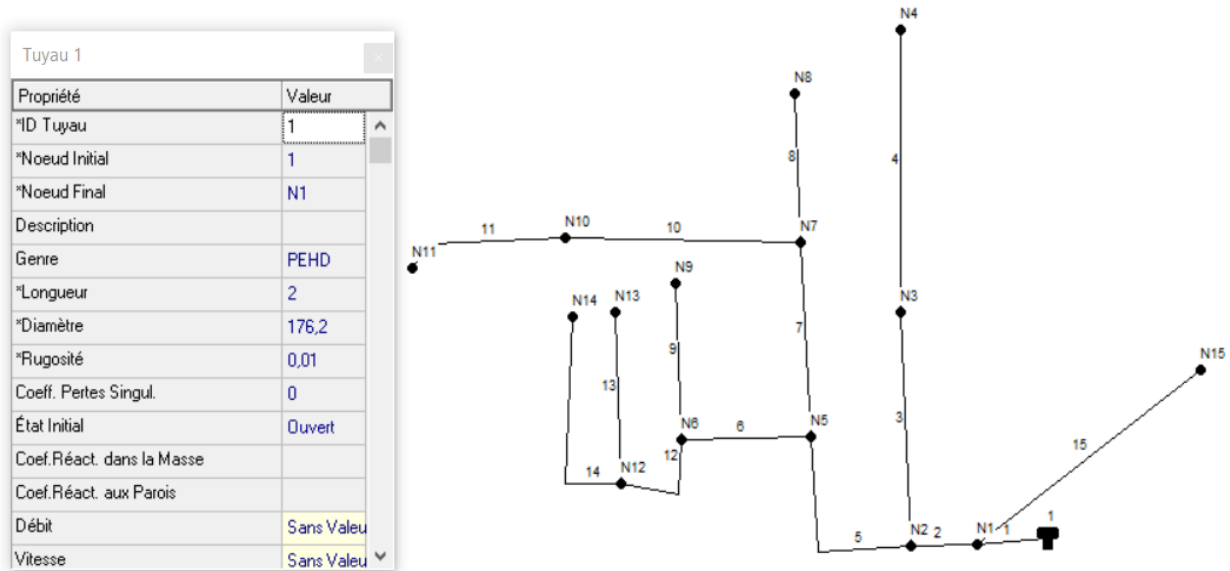 Tuyau 1
×
Propriété Valeur
*ID Tuyau 1
*Noeud Initial 1
*Noeud Final N1
Description
Genre PEHD
*Longueur 2
*Diamètre 176,2
*Rugosité 0,01
Coeff. Pertes Singul. 0
État Initial Ouvert
Coef.Réact. dans la Masse
Coef.Réact. aux Parois
Débit Sans Valeu
Vitesse Sans Valeu
N4
N8
4
8
N10
11
10
N7
N11
N9
N14
N13
N3
7
9
N15
13
3
15
N6
6
N5
12
14
N12
5
N2
2
N1
1
1